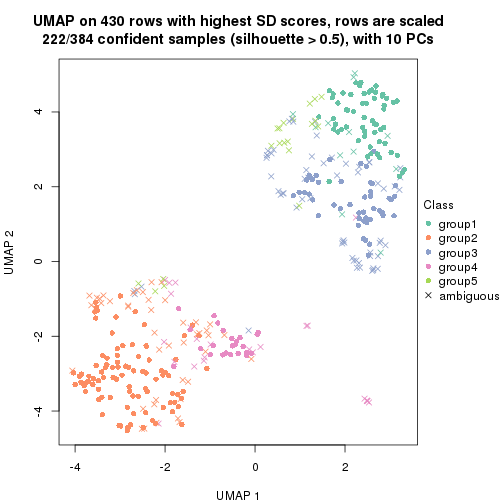 UMAP on 430 rows with highest SD scores, rows are scaled
222/384 confident samples (silhouette > 0.5), with 10 PCs
4
2
0
-2
-4
UMAP 2
-4
-2
0
2
UMAP 1
Class
group1
group2
group3
group4
group5
ambiguous